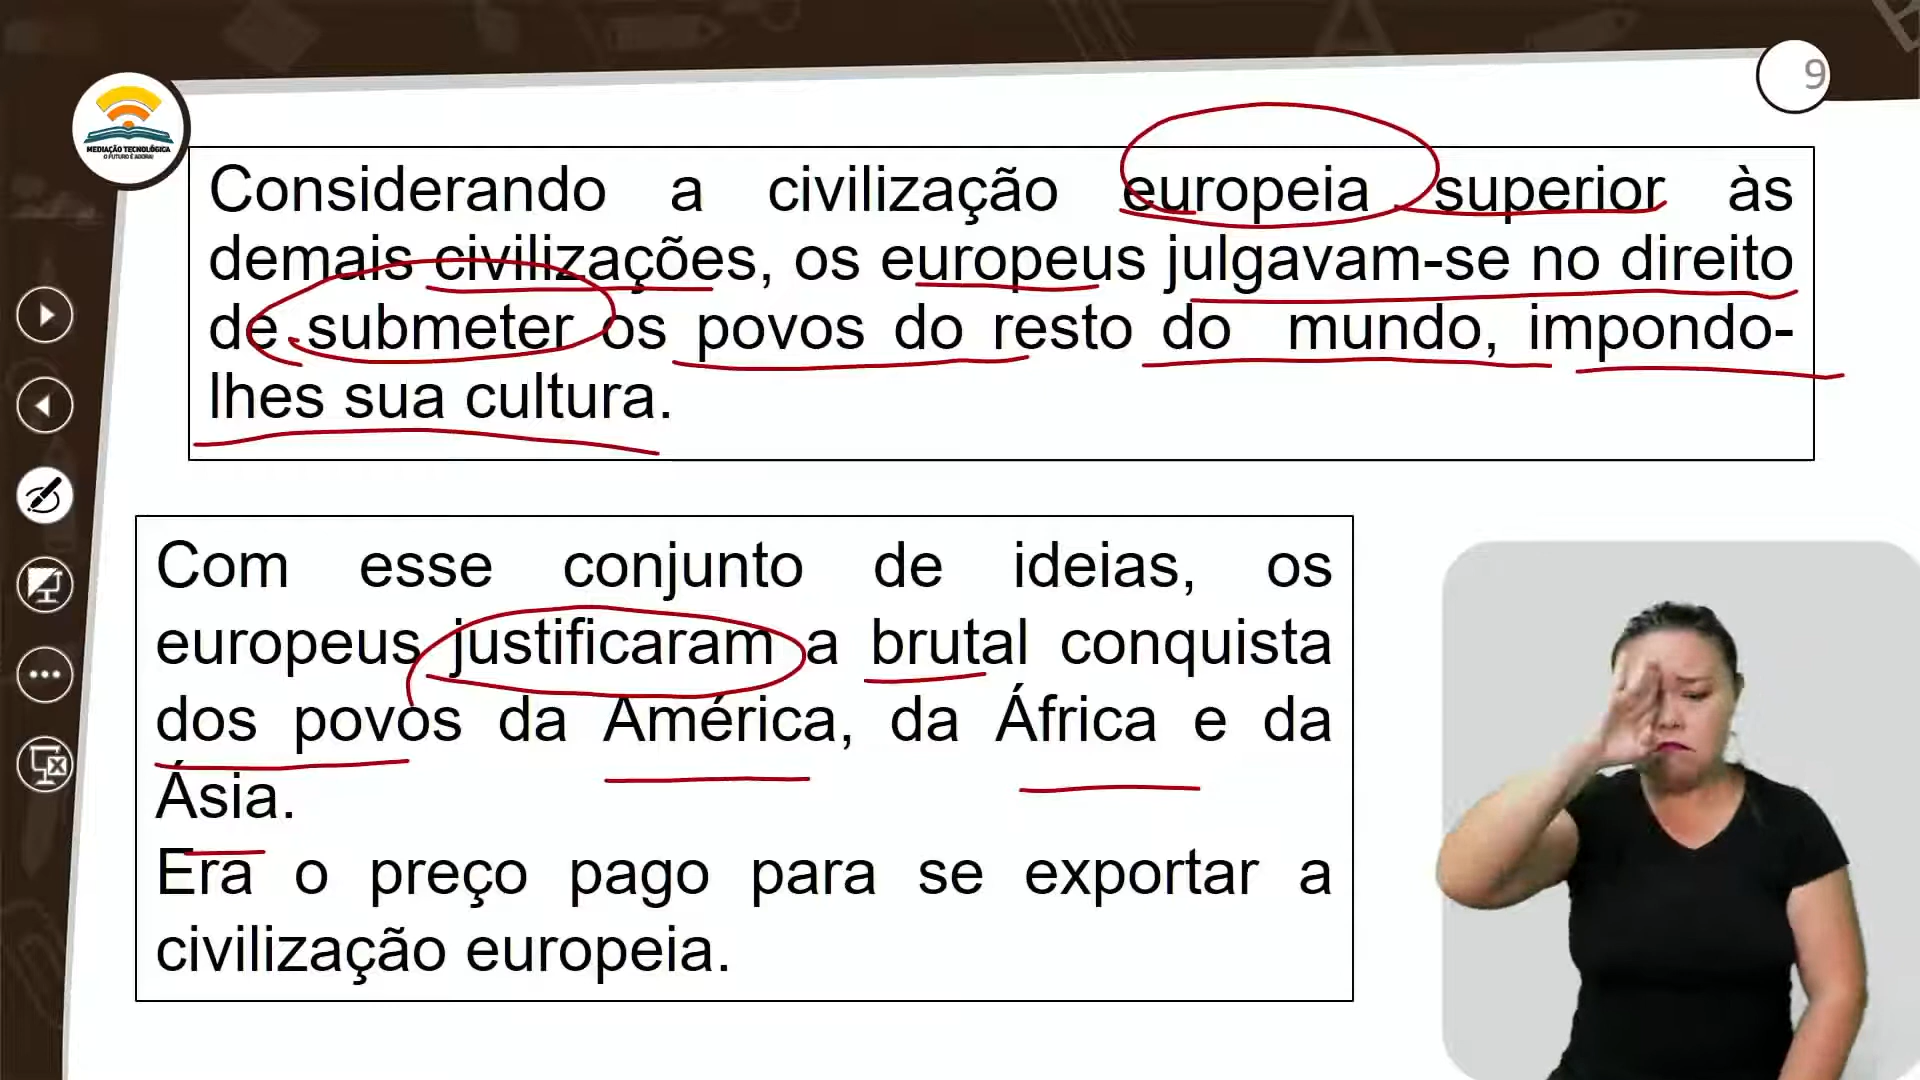 9
MEDIAÇÃO TECNOLÓGICA
O FUTURO É AGORA!
Considerando a civilização europeia superior às
demais civilizações, os europeus julgavam-se no direito
de submeter os povos do resto do mundo, impondo-
lhes sua cultura.
Com esse conjunto de ideias, os
europeus justificaram a brutal conquista
dos povos da América, da África e da
Ásia.
Era o preço pago para se exportar a
civilização europeia.